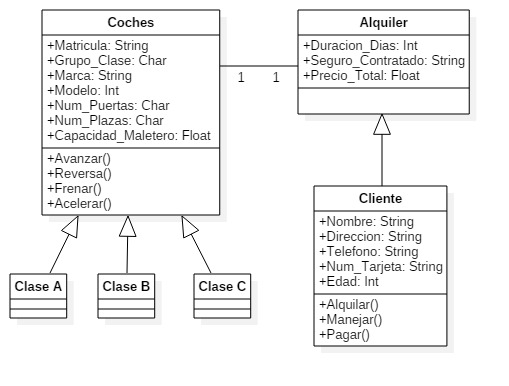 Coches
+Matricula: String
+Grupo_Clase: Char
+Marca: String
+Modelo: Int
+Num_Puertas: Char
+Num_Plazas: Char
+Capacidad_Maletero: Float
+Avanzar()
+Reversa()
+Frenar()
+Acelerar()
1
1
Alquiler
+Duracion_Dias: Int
+Seguro_Contratado: String
+Precio_Total: Float
Clase A
Clase B
Clase C
Cliente
+Nombre: String
+Direccion: String
+Telefono: String
+Num_Tarjeta: String
+Edad: Int
+Alquilar()
+Manejar()
+Pagar()